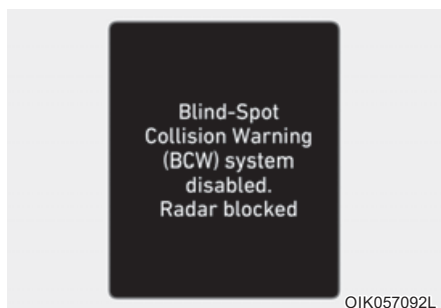 Blind-Spot
Collision Warning
(BCW) system
disabled.
Radar blocked
OIK057092L